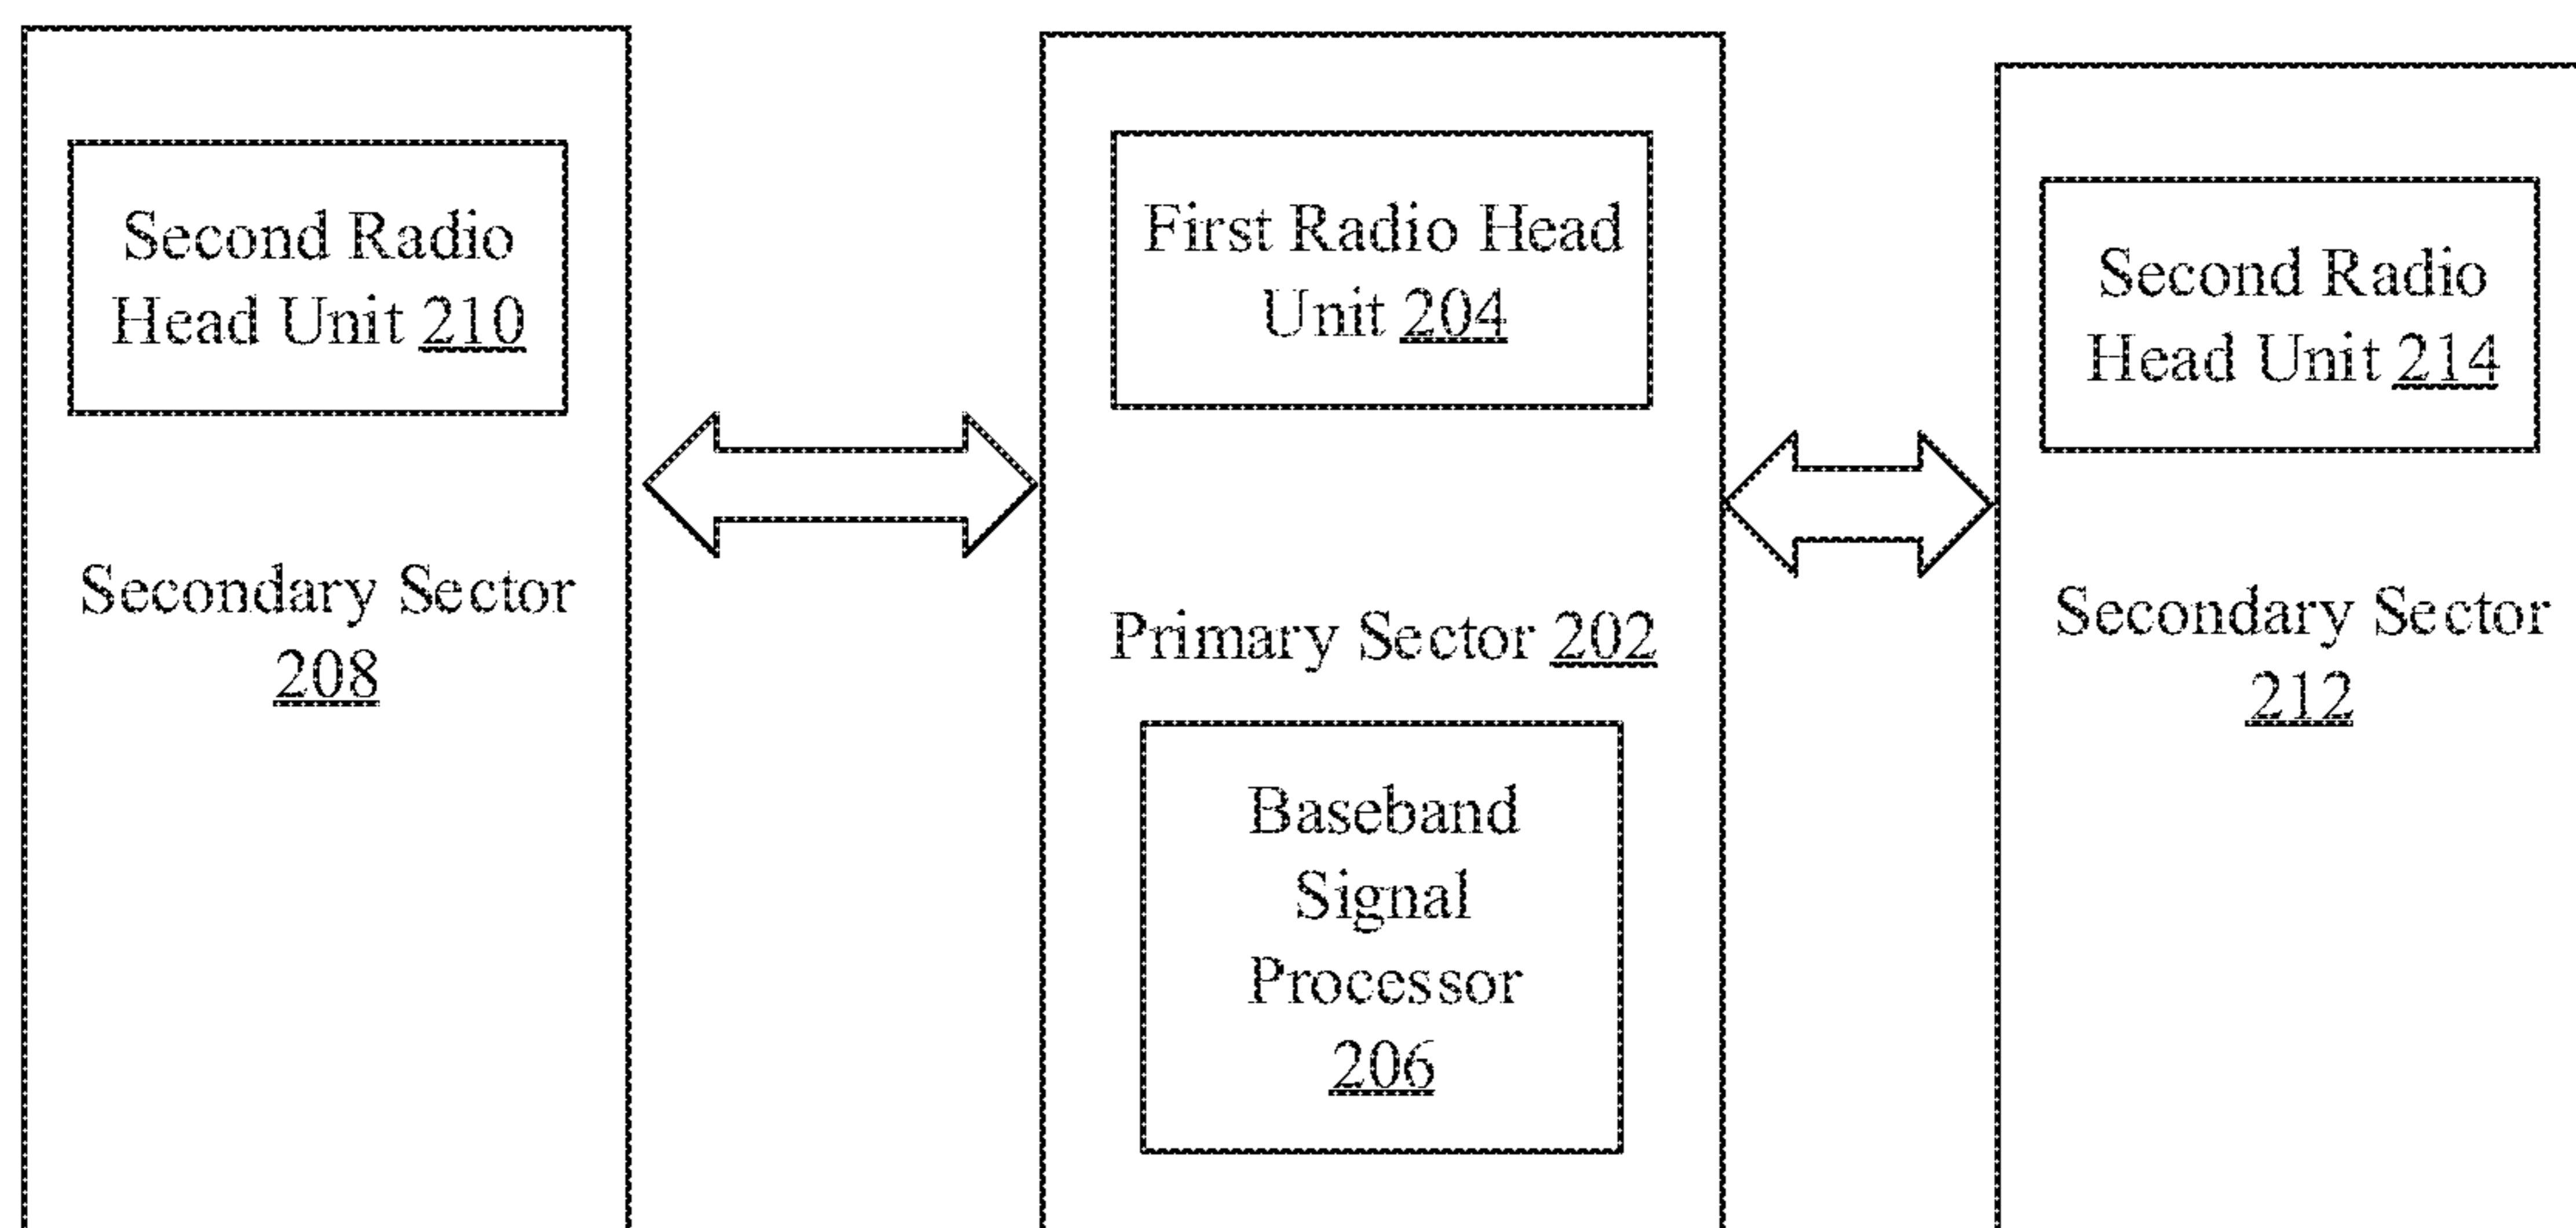 Second Radio
Head Unit 210
Secondary Sector
208
First Radio Head
Unit 204
Primary Sector 202
Baseband
Signal
Processor
206
Second Radio
Head Unit 214
Secondary Sector
212